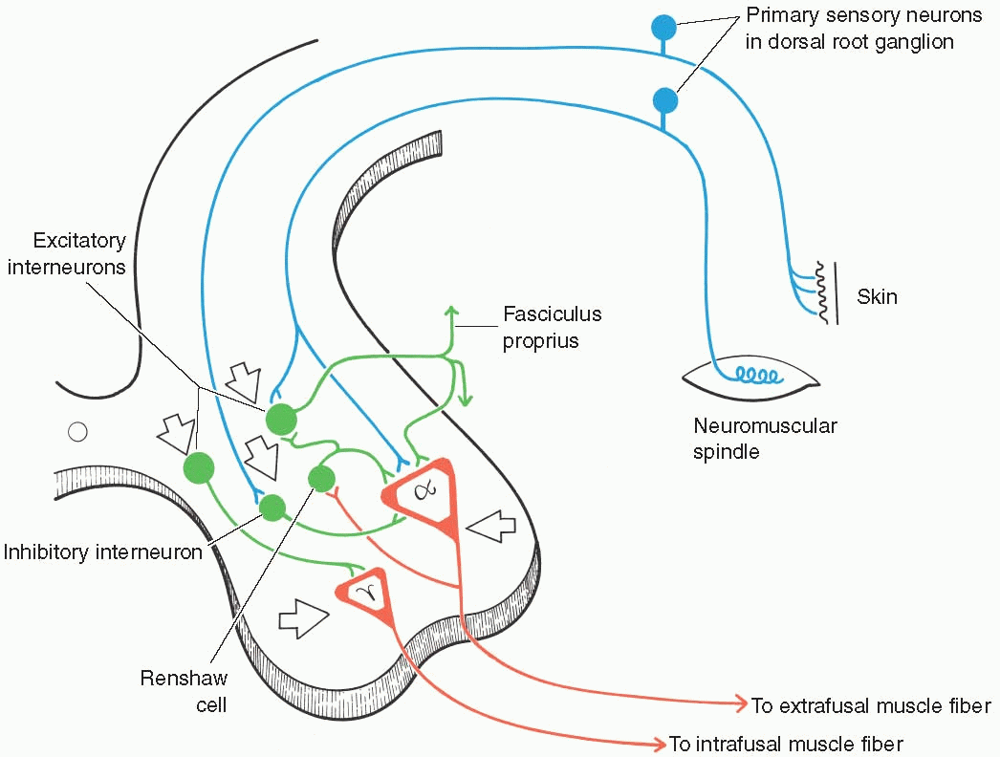 Primary sensory neurons
in dorsal root ganglion
Excitatory
interneurons
Skin
Fasciculus
proprius
Neuromuscular
spindle
α
γ
Inhibitory interneuron
Renshaw
cell
To extrafusal muscle fiber
To intrafusal muscle fiber